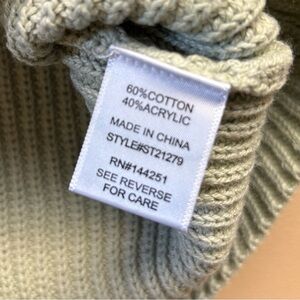 60%COTTON
40%ACRYLIC
MADE IN CHINA
STYLE#ST21279
RN#144251
SEE REVERSE
FOR CARE